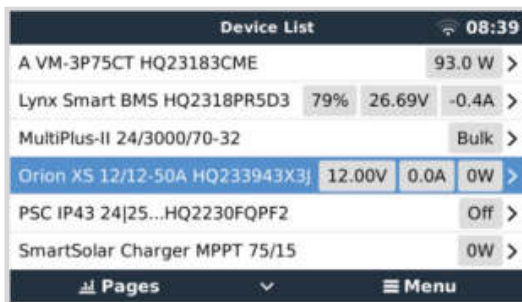 Device List 08:39
A VM-3P75CT HQ23183CME 93.0 W
Lynx Smart BMS HQ2318PR5D3 79% 26.69V -0.4A
MultiPlus-II 24/3000/70-32 Bulk
Orion XS 12/12-50A HQ233943X3J 12.00V 0.0A 0W
PSC IP43 24|25...HQ2230FQPF2 Off
SmartSolar Charger MPPT 75/15 0W
Pages Menu